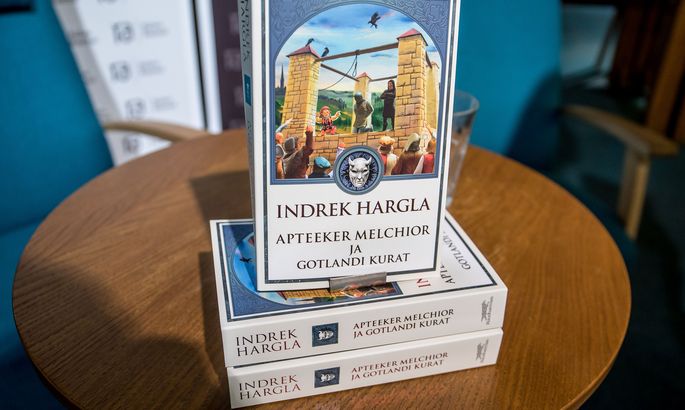 INDREK HARGLA
APTEEKER MELCHIOR
JA
GOTLANDI KURAT
INDREK
HARGLA
APTEEKER MELCHIOR
JA GOTLANDI KURAT
INDREK
HARGLA
APTEEKER MELCHIOR
JA GOTLANDI KURAT